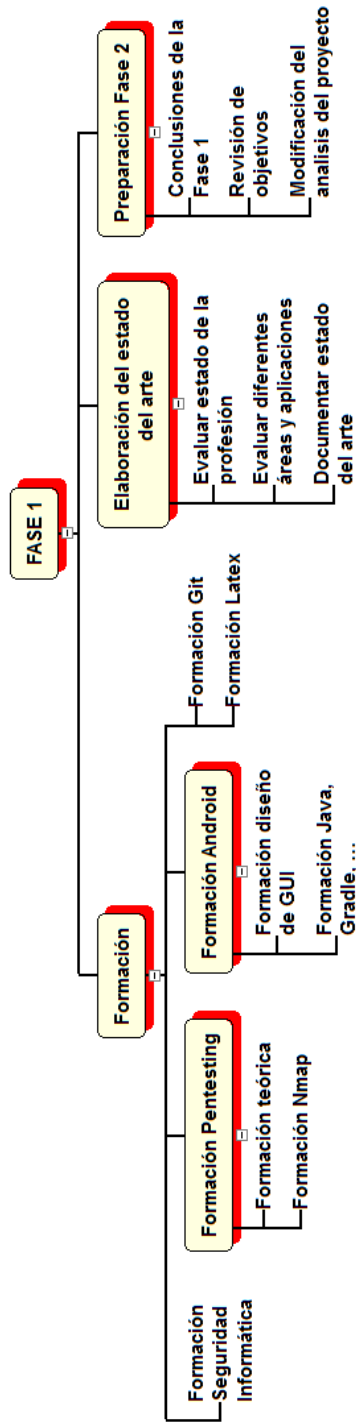 FASE 1
Formación
Elaboración del estado
del arte
Preparación Fase 2
Formación
Seguridad
Informática
Formación Pentesting
Formación teórica
Formación Nmap
Formación Android
Formación diseño
de GUI
Formación Java,
Gradle, ...
Formación Git
Formación Latex
Evaluar estado de la
profesión
Evaluar diferentes
áreas y aplicaciones
Documentar estado
del arte
Conclusiones de la
Fase 1
Revisión de
objetivos
Modificación del
analisis del proyecto